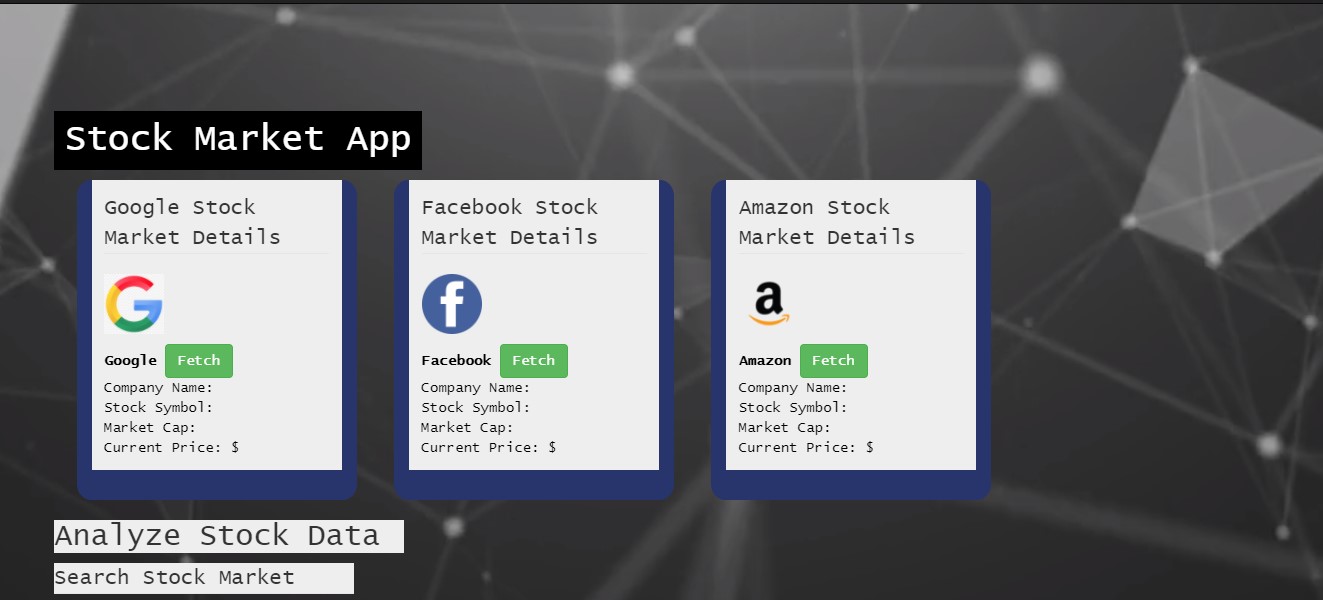 Stock Market App
Google Stock
Market Details
Google Fetch
Company Name:
Stock Symbol:
Market Cap:
Current Price: $
Facebook Stock
Market Details
Facebook Fetch
Company Name:
Stock Symbol:
Market Cap:
Current Price: $
Amazon Stock
Market Details
Amazon Fetch
Company Name:
Stock Symbol:
Market Cap:
Current Price: $
Analyze Stock Data
Search Stock Market